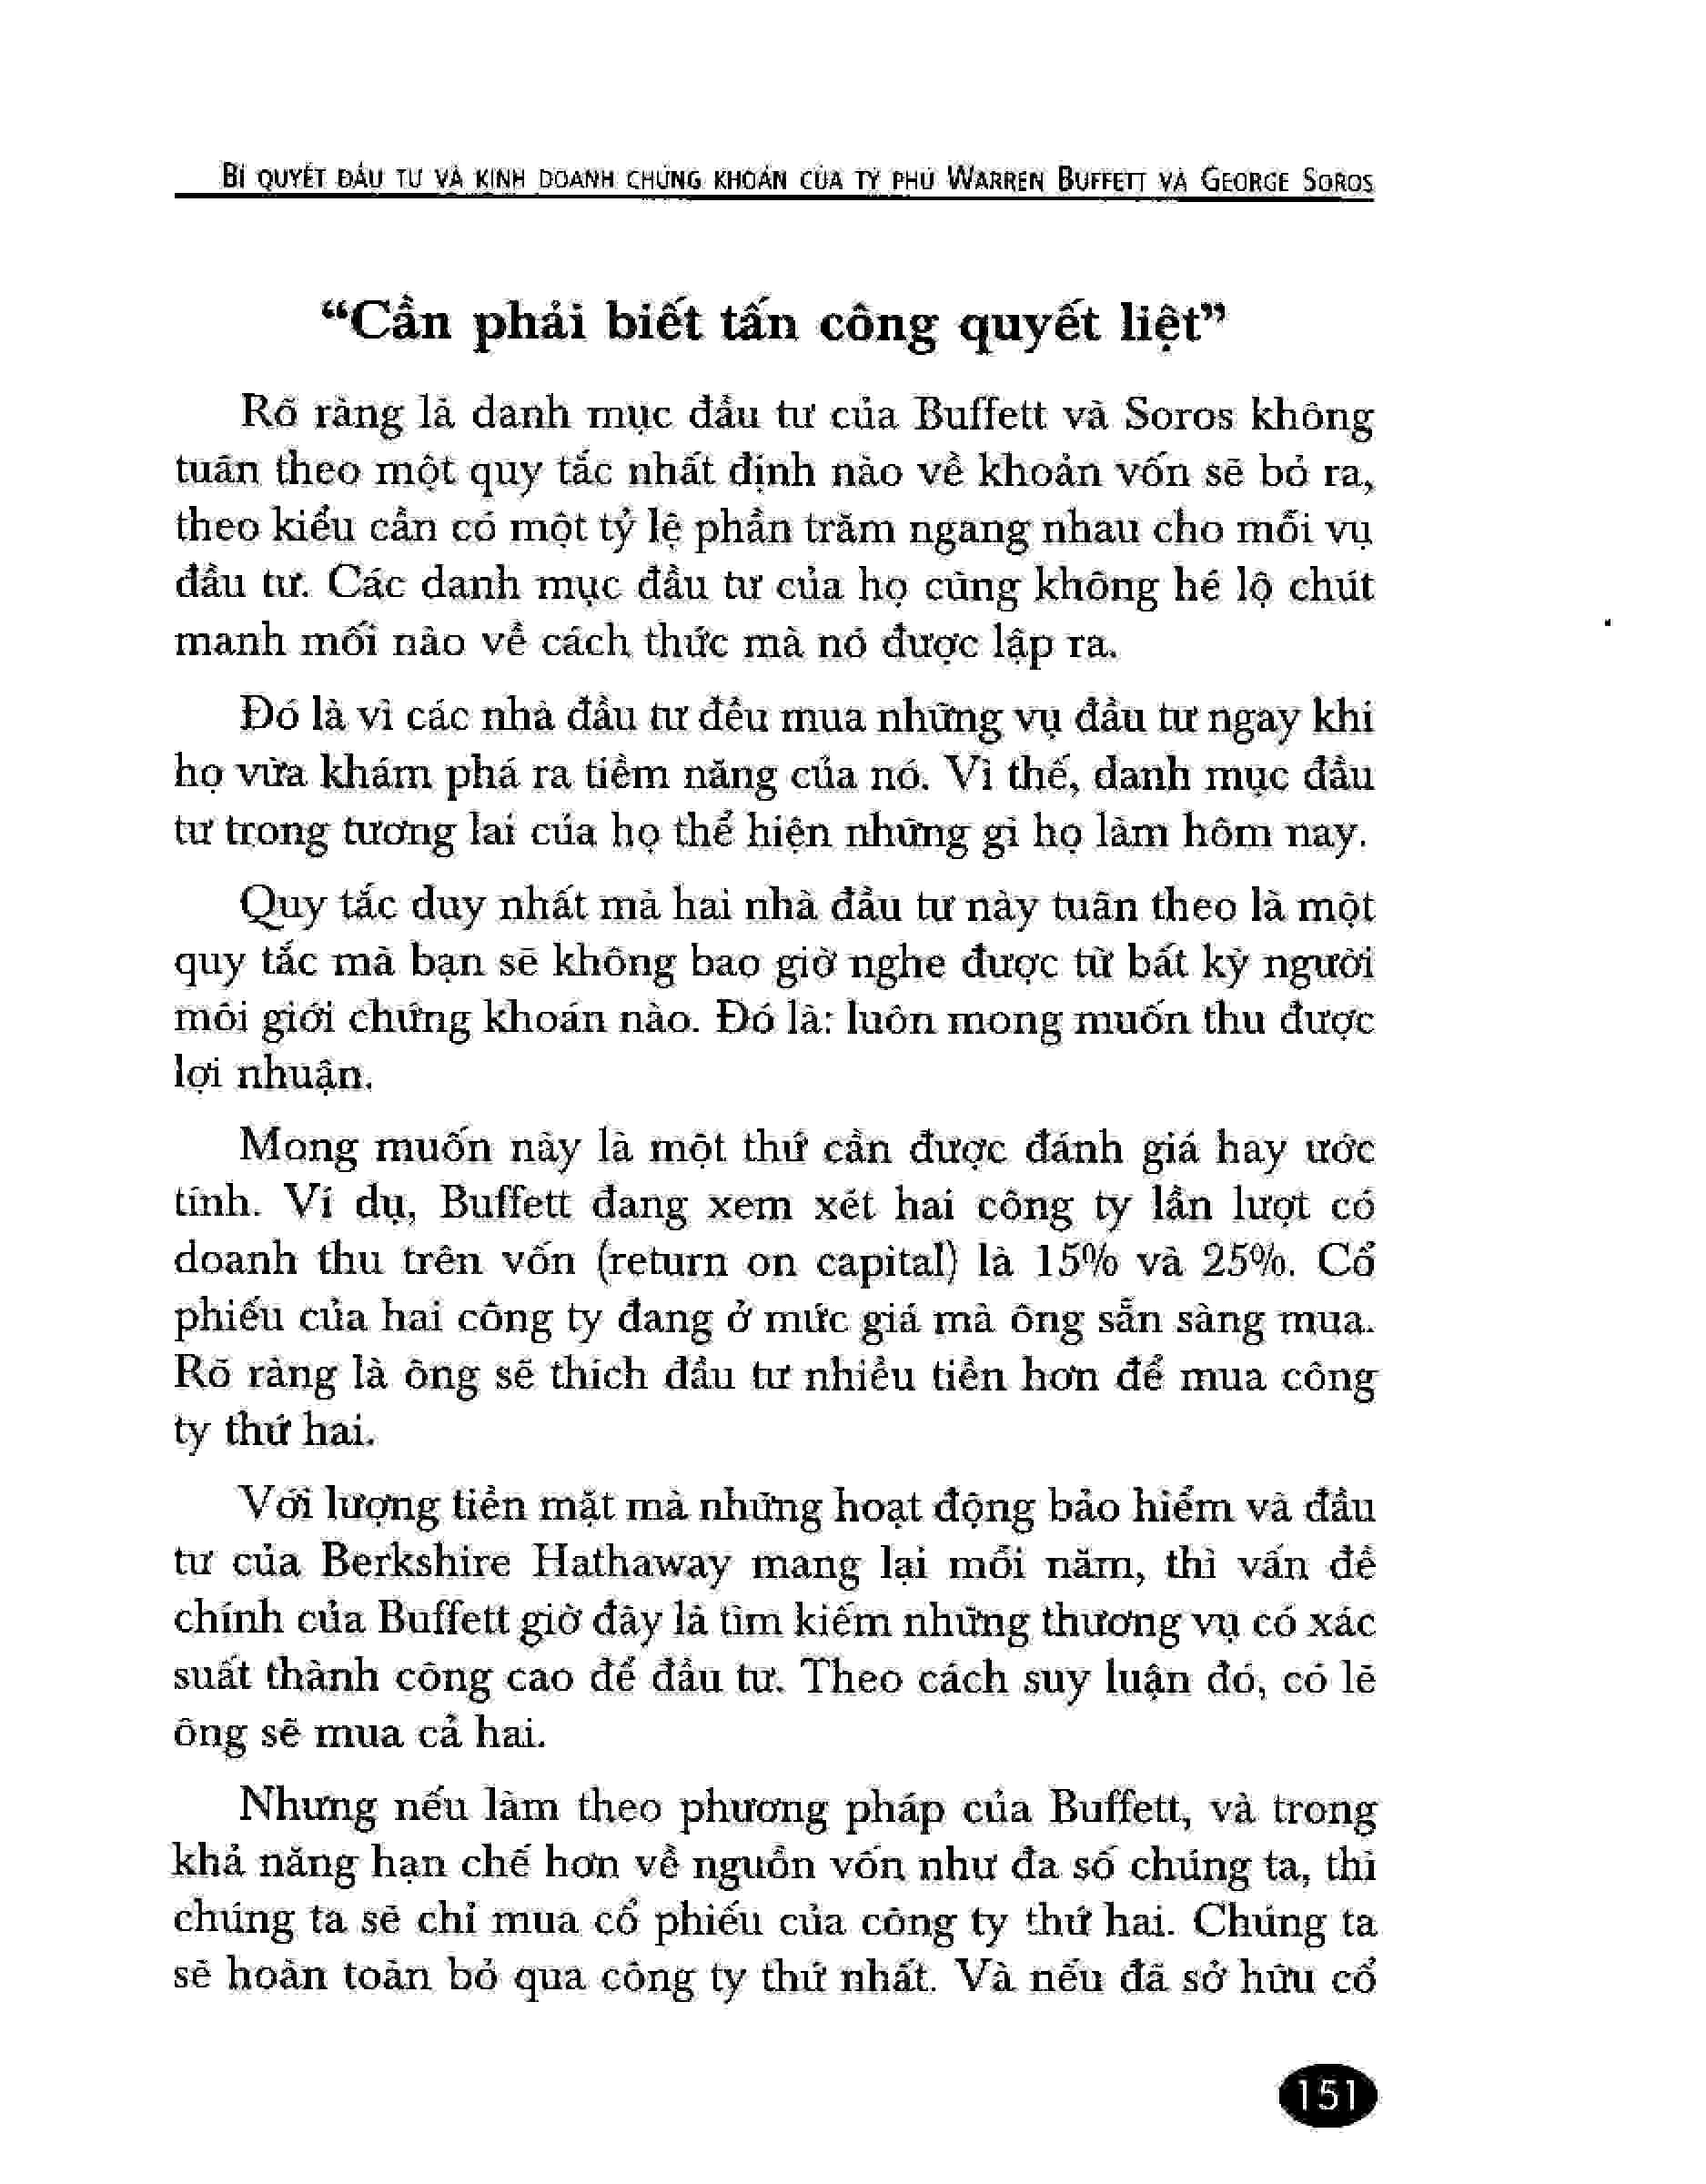 Bí quyết đầu tư và kinh doanh chứng khoán của tỷ phú Warren Buffett và George Soros
“Cần phải biết tấn công quyết liệt”
Rõ ràng là danh mục đầu tư của Buffett và Soros không
tuân theo một quy tắc nhất định nào về khoản vốn sẽ bỏ ra,
theo kiểu cần có một tỷ lệ phần trăm ngang nhau cho mỗi vụ
đầu tư. Các danh mục đầu tư của họ cũng không hé lộ chút
manh mối nào về cách thức mà nó được lập ra.
Đó là vì các nhà đầu tư đều mua những vụ đầu tư ngay khi
họ vừa khám phá ra tiềm năng của nó. Vì thế, danh mục đầu
tư trong tương lai của họ thể hiện những gì họ làm hôm nay.
Quy tắc duy nhất mà hai nhà đầu tư này tuân theo là một
quy tắc mà bạn sẽ không bao giờ nghe được từ bất kỳ người
môi giới chứng khoán nào. Đó là: luôn mong muốn thu được
lợi nhuận.
Mong muốn này là một thứ cần được đánh giá hay ước
tính. Ví dụ, Buffett đang xem xét hai công ty lần lượt có
doanh thu trên vốn (return on capital) là 15% và 25%. Cổ
phiếu của hai công ty đang ở mức giá mà ông sẵn sàng mua.
Rõ ràng là ông sẽ thích đầu tư nhiều tiền hơn để mua công
ty thứ hai.
Với lượng tiền mặt mà những hoạt động bảo hiểm và đầu
tư của Berkshire Hathaway mang lại mỗi năm, thì vấn đề
chính của Buffett giờ đây là tìm kiếm những thương vụ có xác
suất thành công cao để đầu tư. Theo cách suy luận đó, có lẽ
ông sẽ mua cả hai.
Nhưng nếu làm theo phương pháp của Buffett, và trong
khả năng hạn chế hơn về nguồn vốn như đa số chúng ta, thì
chúng ta sẽ chỉ mua cổ phiếu của công ty thứ hai. Chúng ta
sẽ hoàn toàn bỏ qua công ty thứ nhất. Và nếu đã sở hữu cổ
151